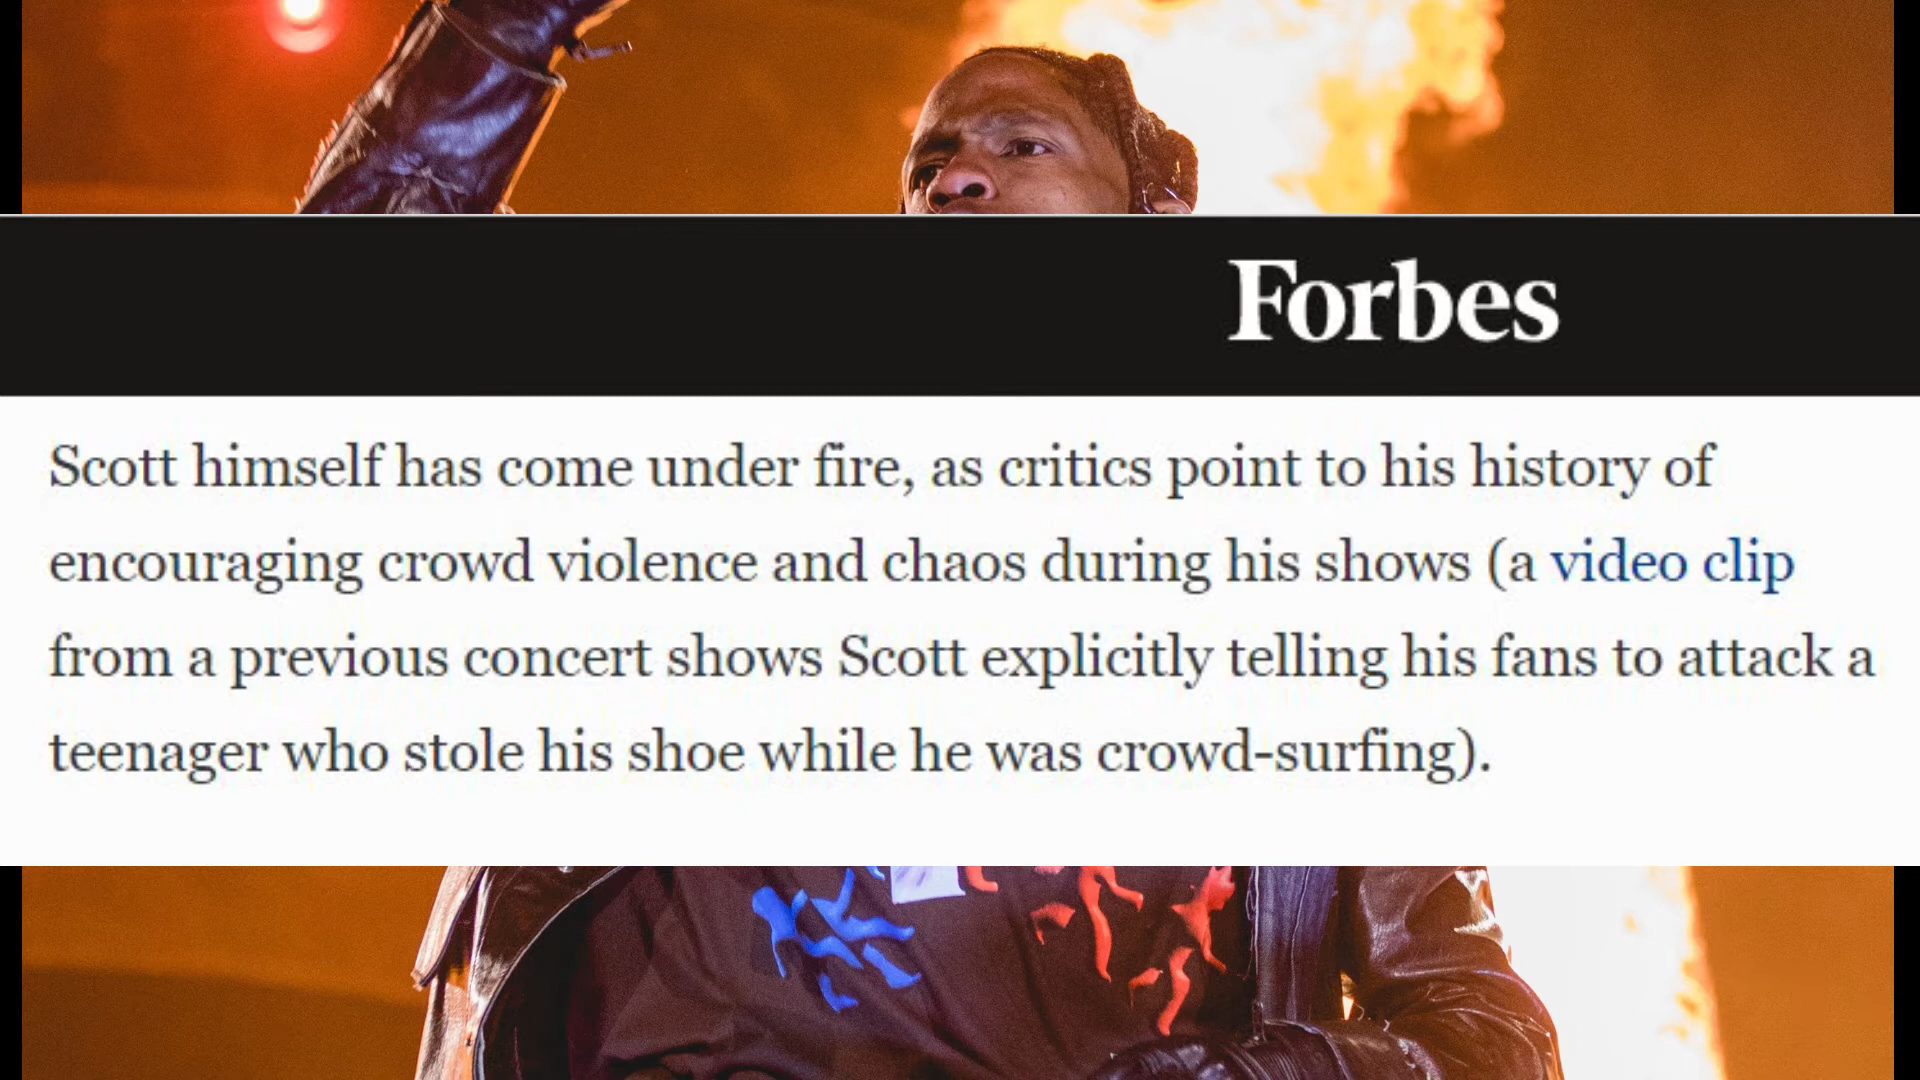 Forbes
Scott himself has come under fire, as critics point to his history of
encouraging crowd violence and chaos during his shows (a video clip
from a previous concert shows Scott explicitly telling his fans to attack a
teenager who stole his shoe while he was crowd-surfing).